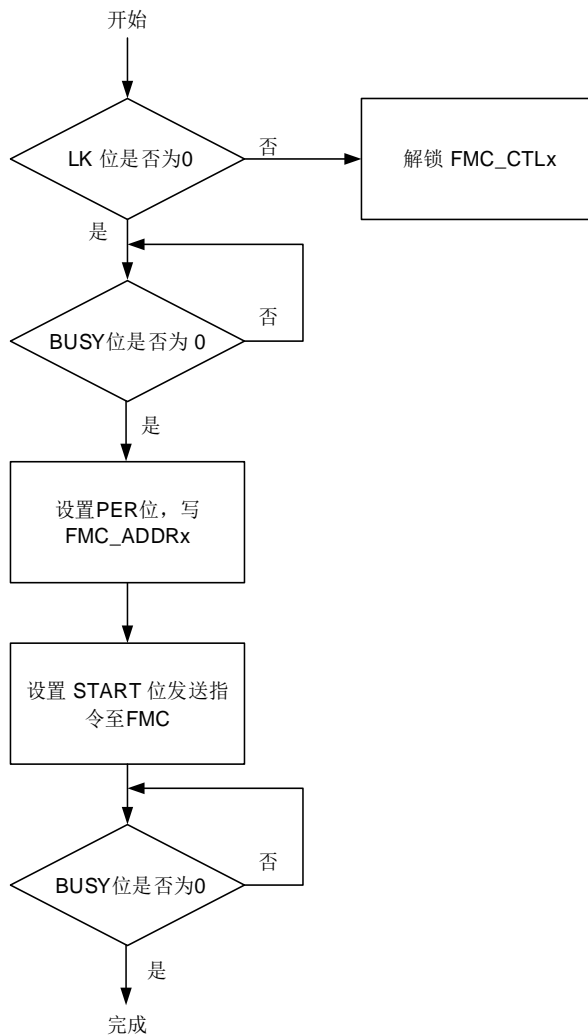 开始
LK 位是否为0
否
解锁 FMC_CTLx
是
BUSY位是否为 0
否
是
设置PER位，写
FMC_ADDRx
设置 START 位发送指
令至FMC
BUSY位是否为0
否
是
完成